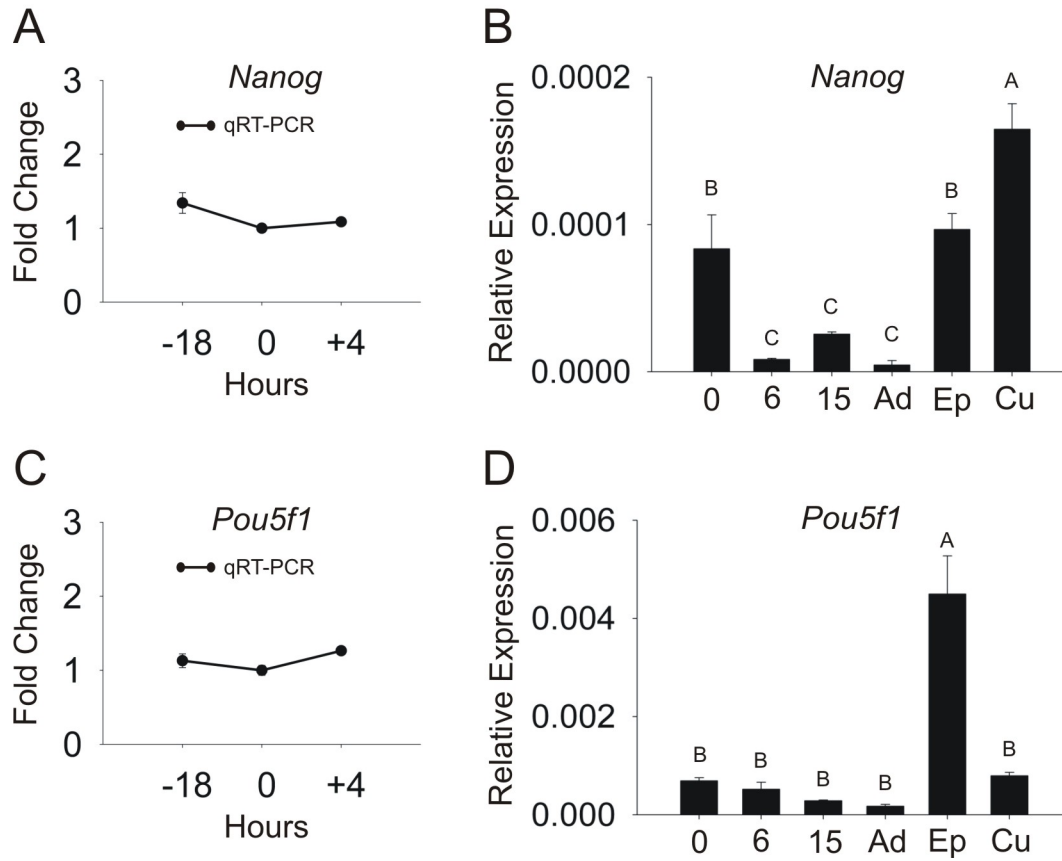 A
Nanog
qRT-PCR
Fold Change
3
2
1
0
-18 0 +4
Hours
B
Nanog
Relative Expression
0.0002
0.0001
0.0000
B C C C B A
0 6 15 Ad Ep Cu
C
Pou5f1
qRT-PCR
Fold Change
3
2
1
0
-18 0 +4
Hours
D
Pou5f1
Relative Expression
0.006
0.004
0.002
0.000
B B B B A B
0 6 15 Ad Ep Cu